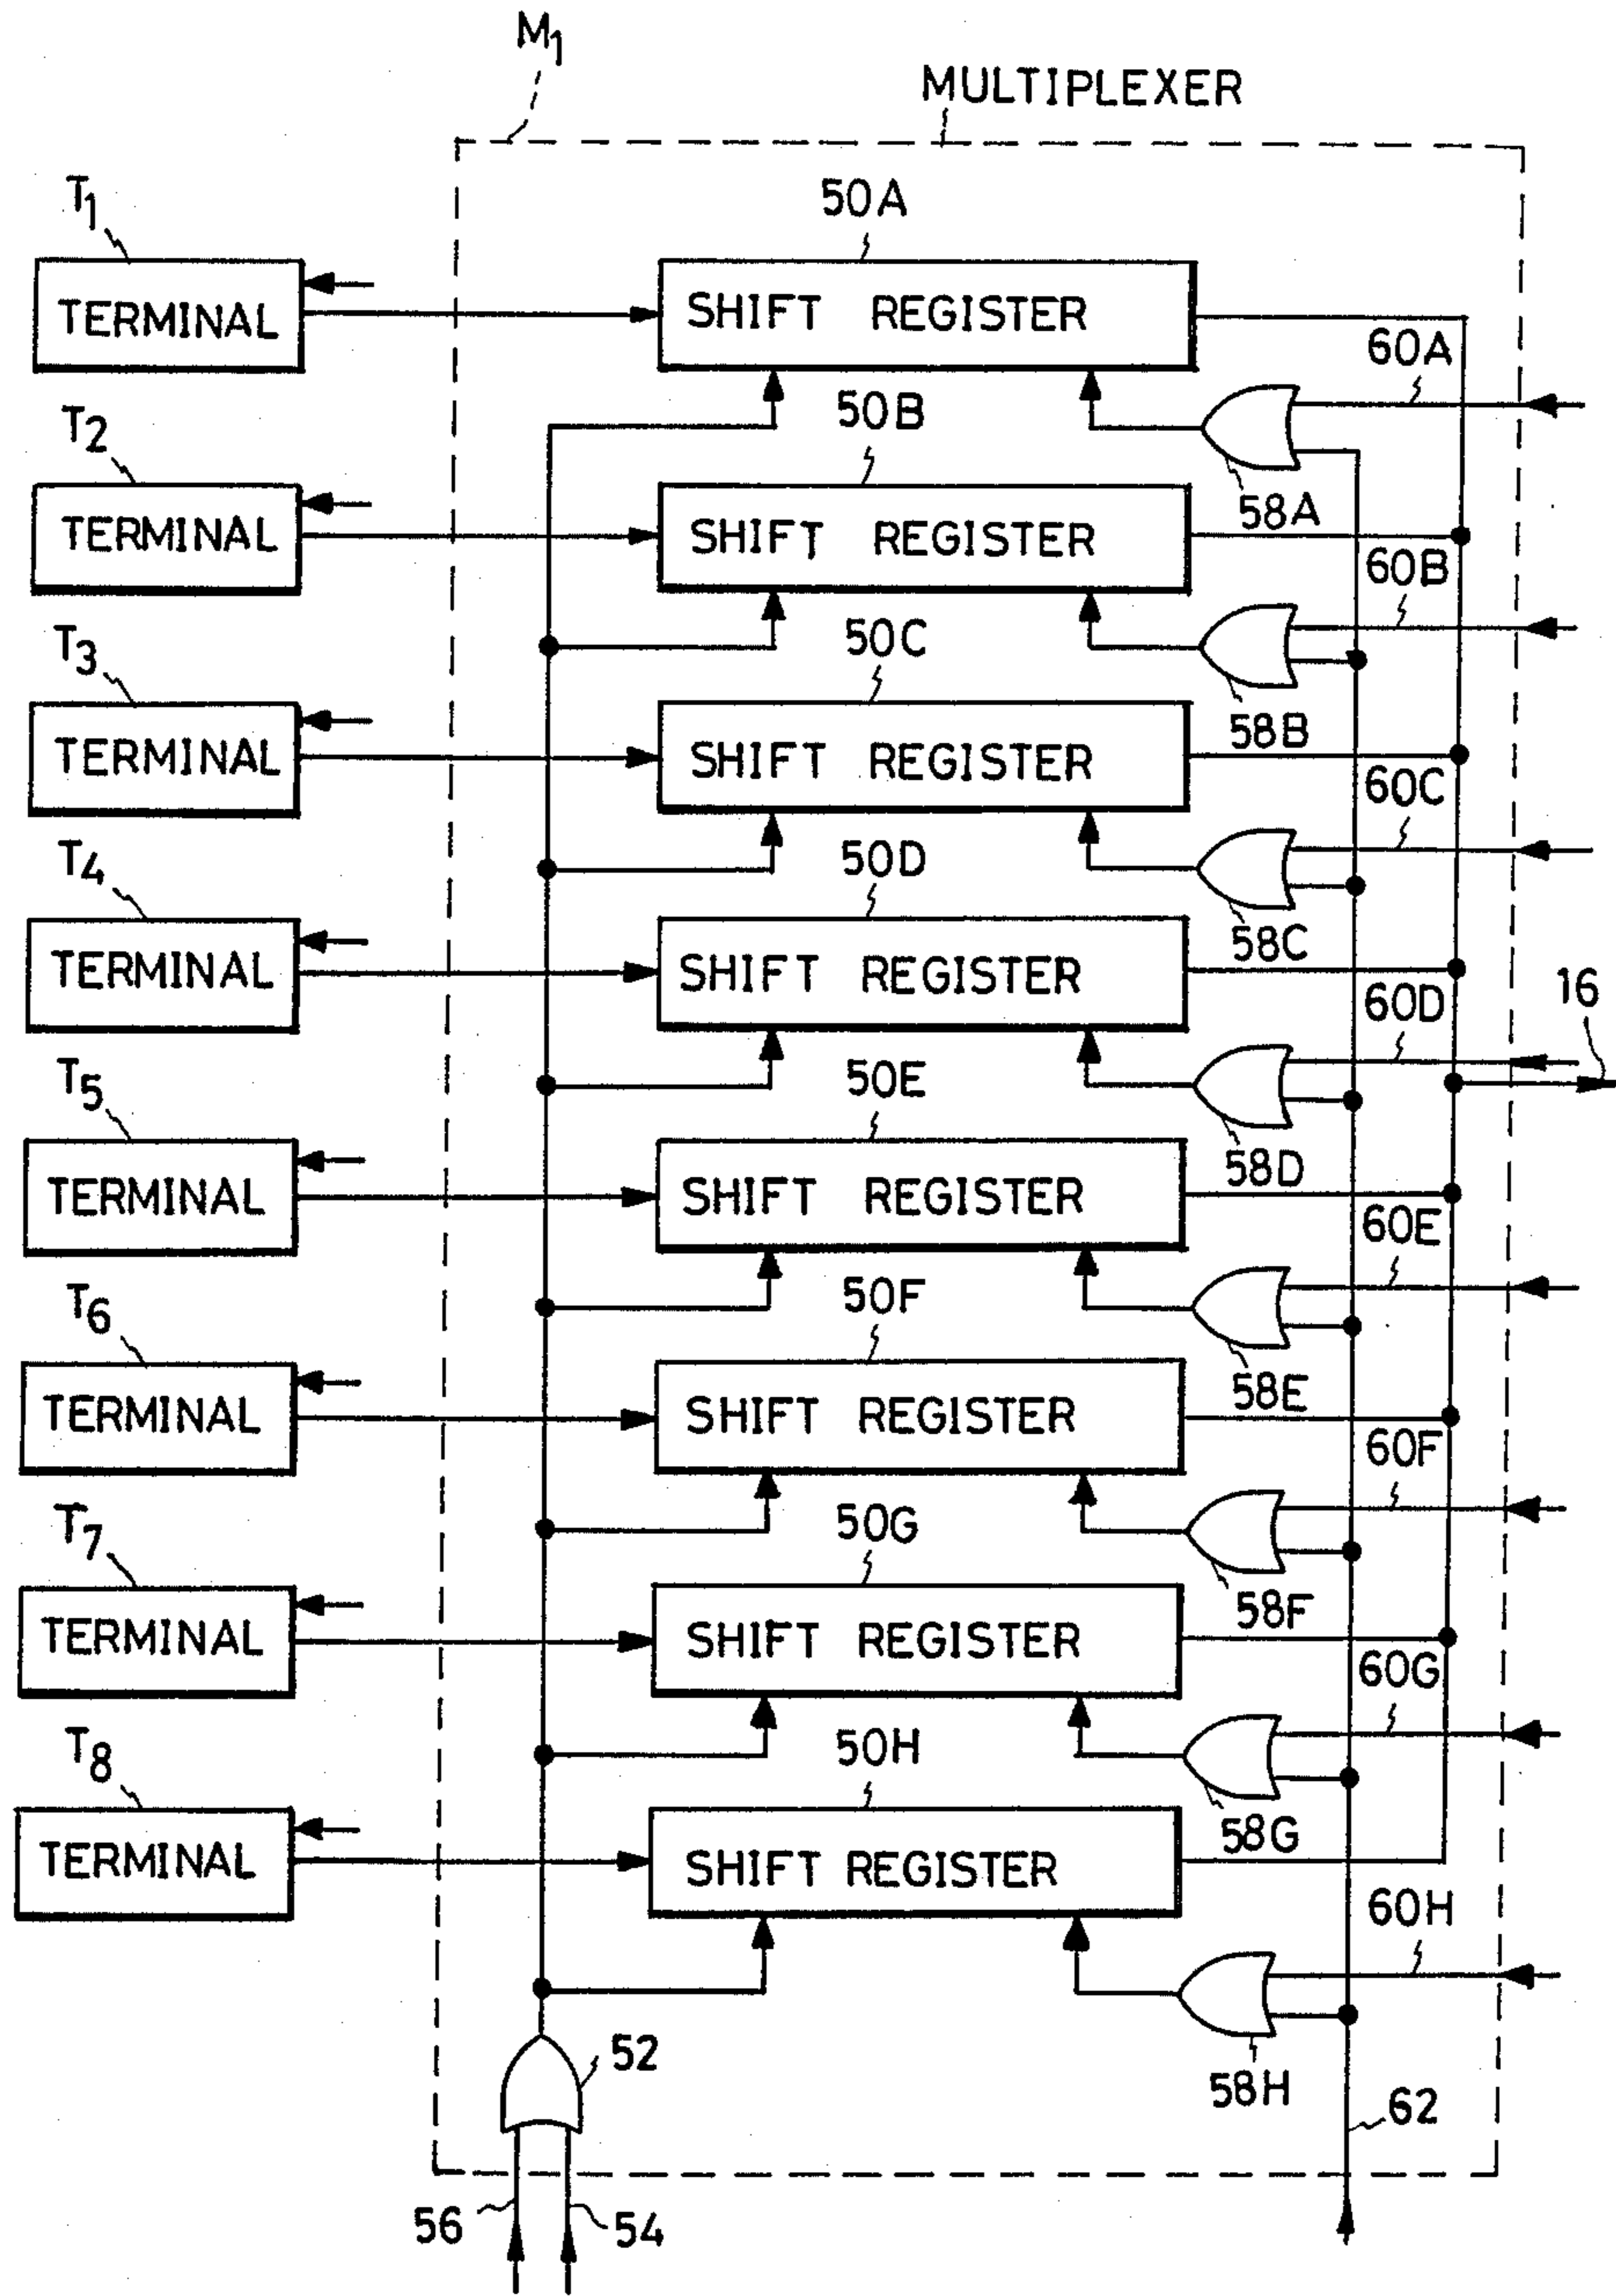 M1
MULTIPLEXER
T1
50A
TERMINAL
SHIFT REGISTER
60A
T2
50B
58A
TERMINAL
SHIFT REGISTER
60B
T3
50C
58B
TERMINAL
SHIFT REGISTER
60C
T4
50D
58C
TERMINAL
SHIFT REGISTER
16
60D
T5
50E
58D
TERMINAL
SHIFT REGISTER
60E
T6
50F
58E
TERMINAL
SHIFT REGISTER
60F
T7
50G
58F
TERMINAL
SHIFT REGISTER
60G
T8
50H
58G
TERMINAL
SHIFT REGISTER
60H
52
58H
62
56
54